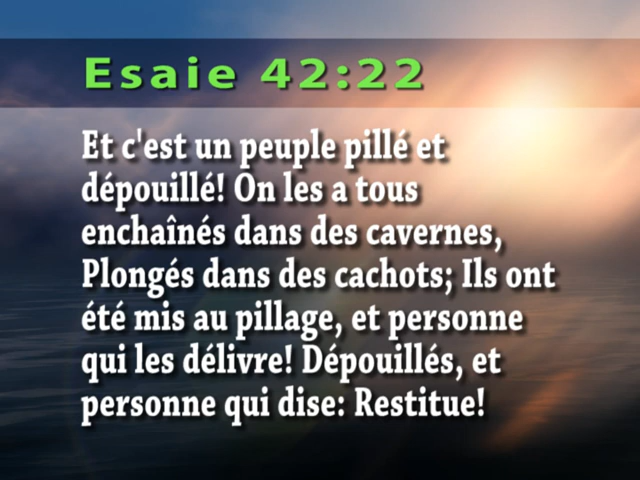 Esaie 42:22
Et c'est un peuple pillé et
dépouillé! On les a tous
enchaînés dans des cavernes,
Plongés dans des cachots; Ils ont
été mis au pillage, et personne
qui les délivre! Dépouillés, et
personne qui dise: Restitue!